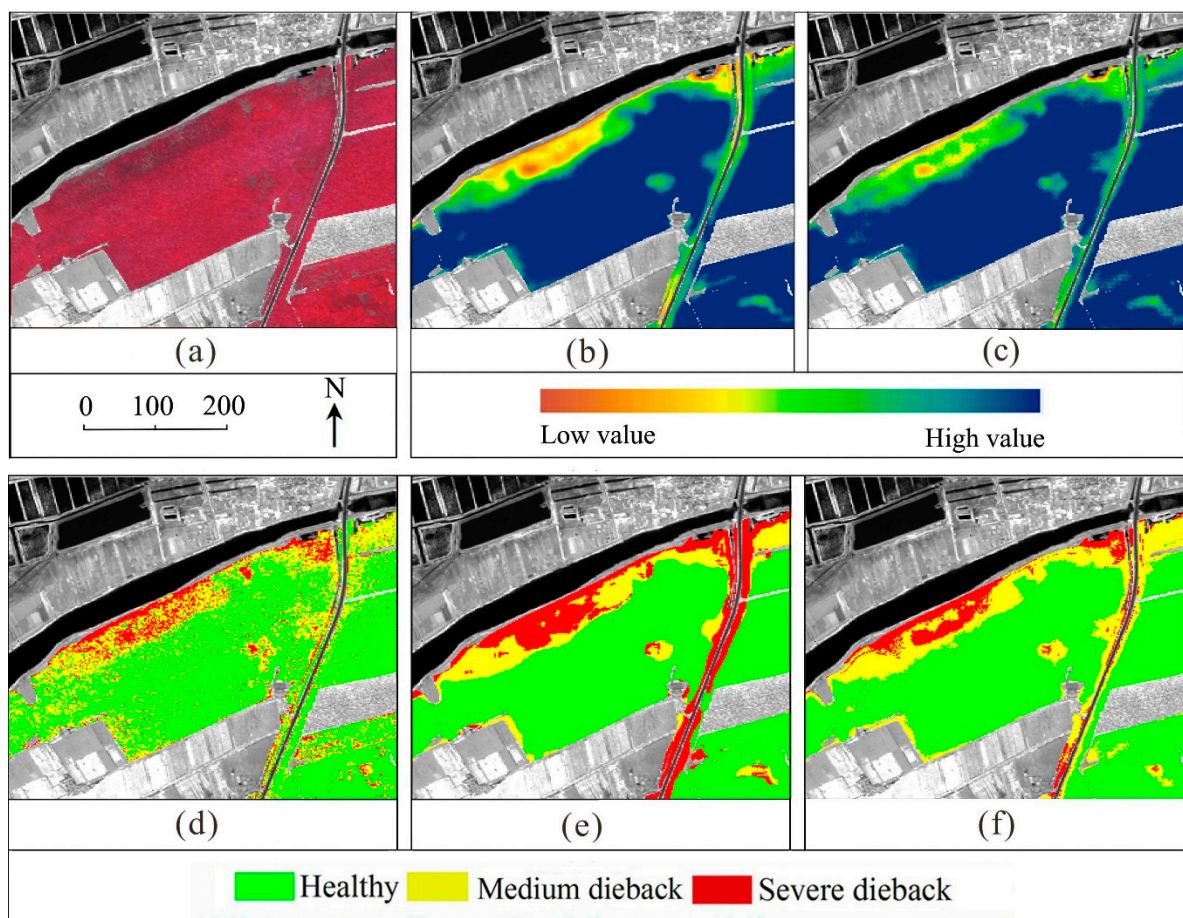 (a)
(b)
(c)
0 100 200
N
Low value
High value
(d)
(e)
(f)
Healthy
Medium dieback
Severe dieback